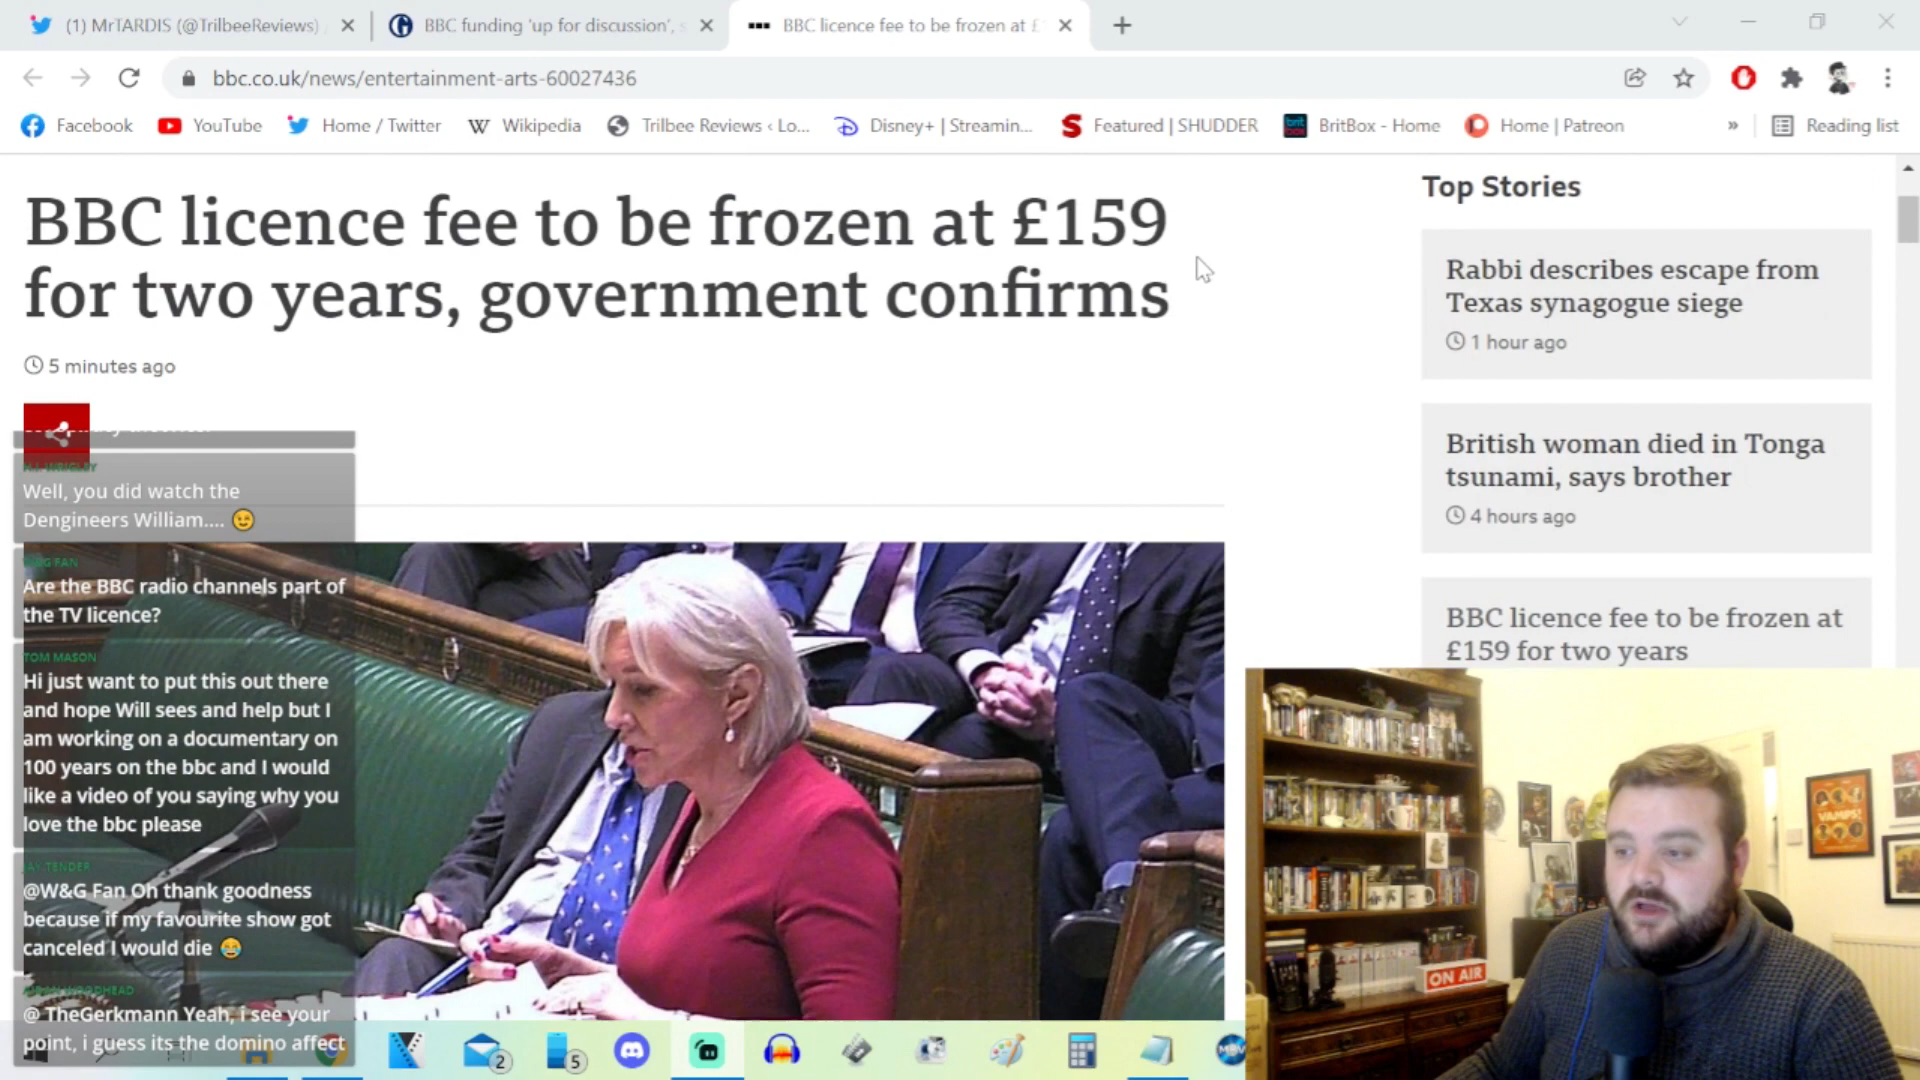 (1) MrTARDIS (@TrilbeeReviews)
BBC funding 'up for discussion', s
BBC licence fee to be frozen at £
bbc.co.uk/news/entertainment-arts-60027436
Facebook
YouTube
Home / Twitter
Wikipedia
Trilbee Reviews ‹ Lo...
Disney+ | Streamin...
Featured | SHUDDER
BritBox - Home
Home | Patreon
»
Reading list
BBC licence fee to be frozen at £159
for two years, government confirms
5 minutes ago
Well, you did watch the
Dengineers William.... 😉
FAN
Are the BBC radio channels part of
the TV licence?
TOM MASON
Hi just want to put this out there
and hope Will sees and help but I
am working on a documentary on
100 years on the bbc and I would
like a video of you saying why you
love the bbc please
JAY TENDER
@W&G Fan Oh thank goodness
because if my favourite show got
canceled I would die 😂
@ TheGerkmann Yeah, i see your
point, i guess its the domino affect
Top Stories
Rabbi describes escape from
Texas synagogue siege
1 hour ago
British woman died in Tonga
tsunami, says brother
4 hours ago
BBC licence fee to be frozen at
£159 for two years
VAMPS!
ON AIR
2
5